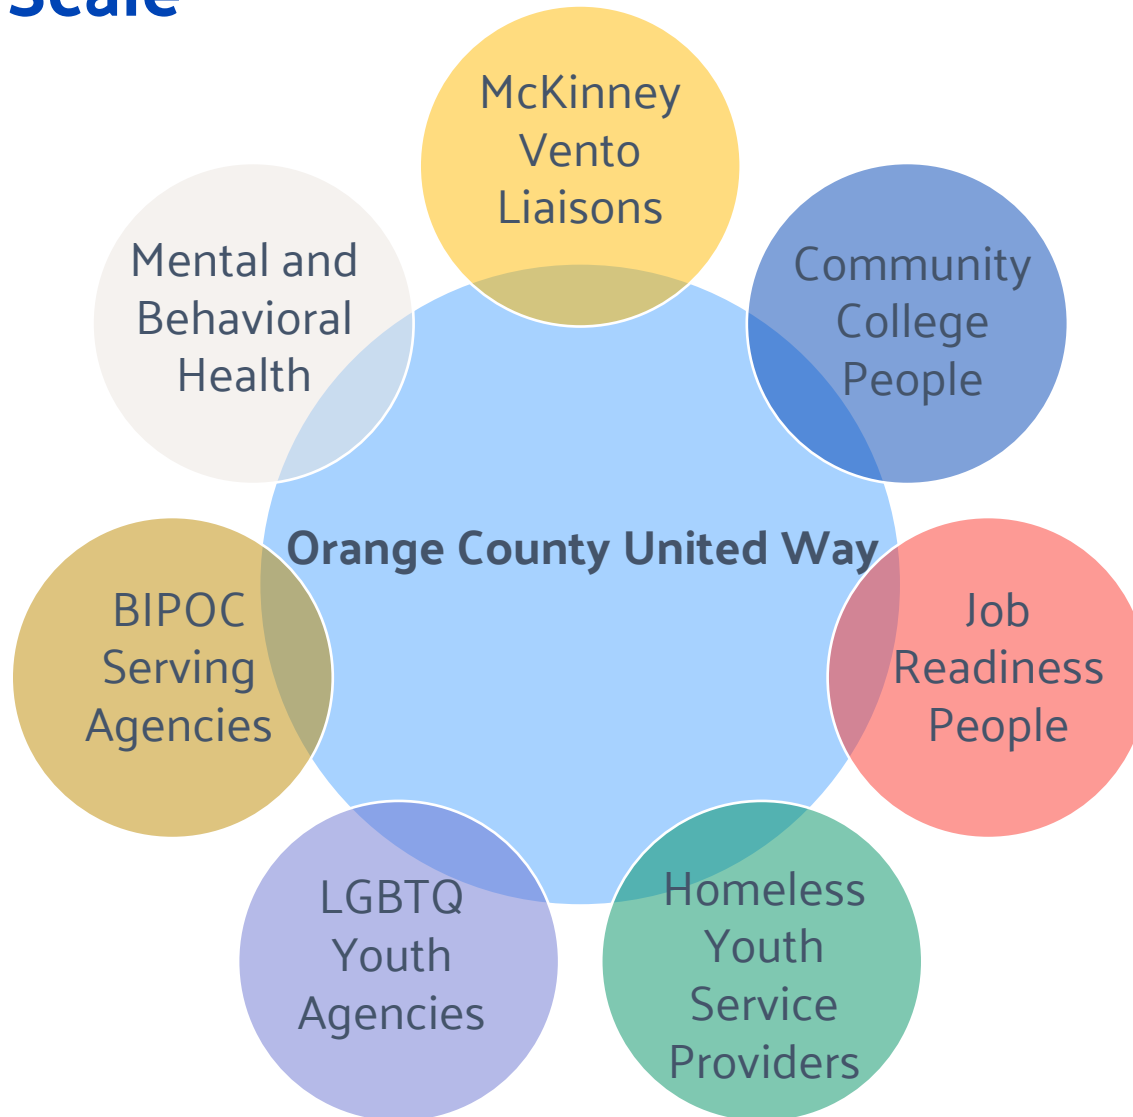 Scale
McKinney
Vento
Liaisons
Mental and
Behavioral
Health
Community
College
People
Orange County United Way
BIPOC
Serving
Agencies
Job
Readiness
People
LGBTQ
Youth
Agencies
Homeless
Youth
Service
Providers